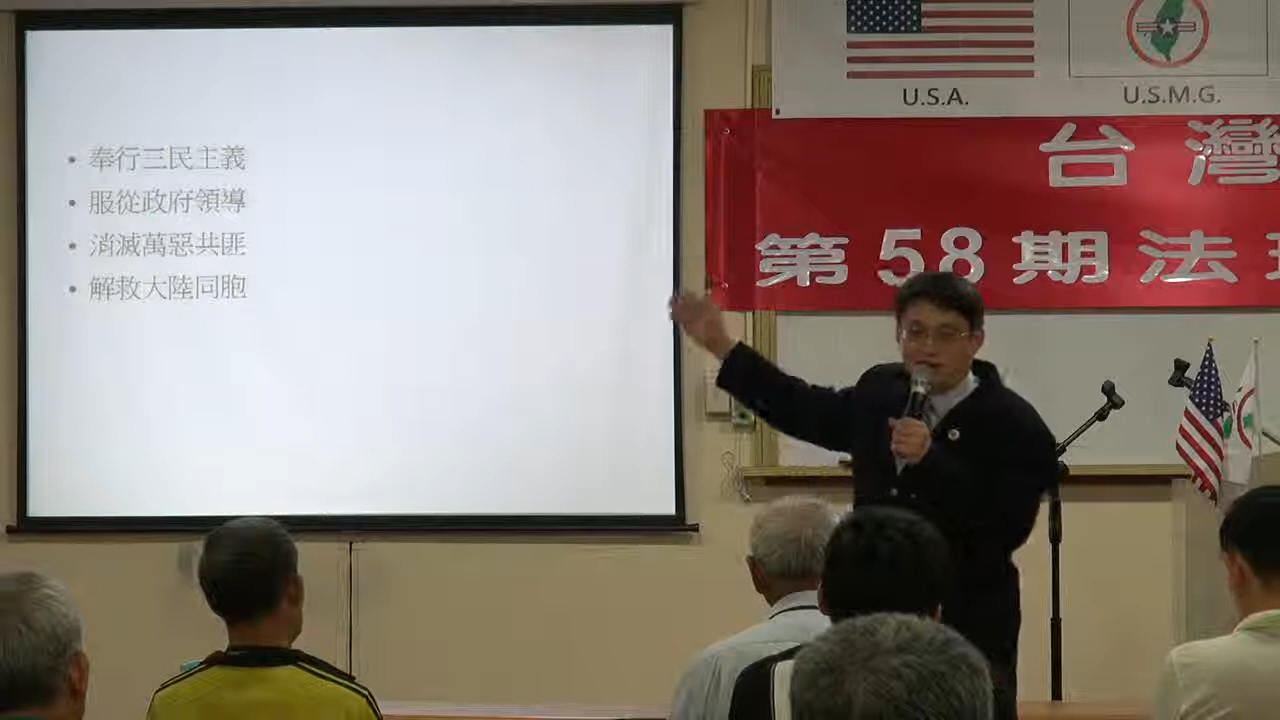 奉行三民主義
服從政府領導
消滅萬惡共匪
解救大陸同胞
U.S.A.
U.S.M.G.
台灣
第58期法